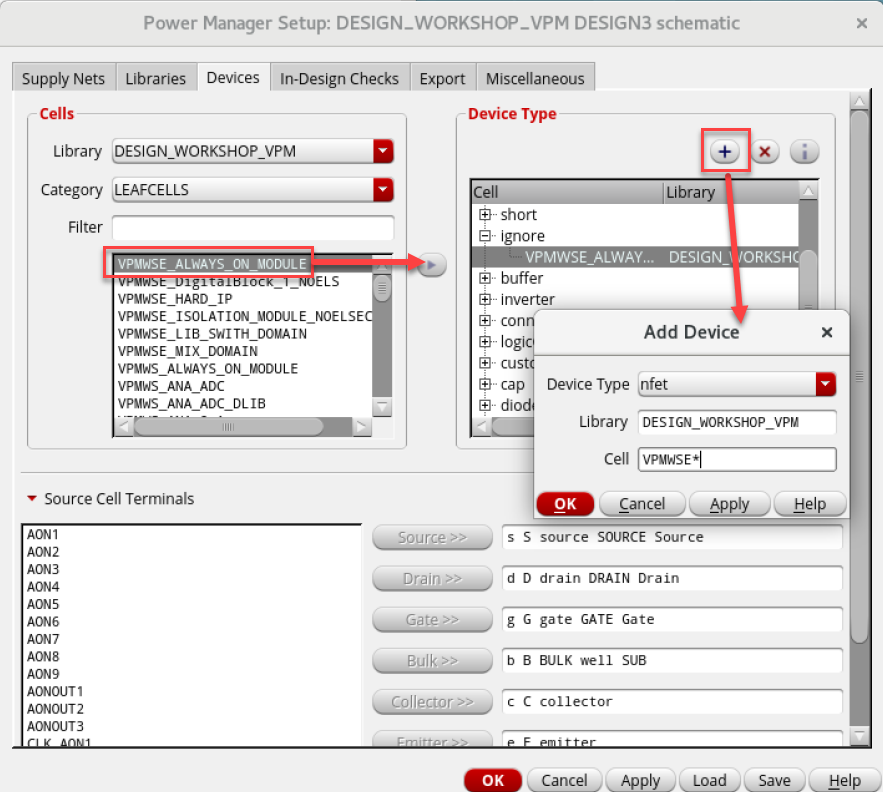 Power Manager Setup: DESIGN_WORKSHOP_VPM DESIGN3 schematic
Supply Nets Libraries Devices In-Design Checks Export Miscellaneous
Cells
Library DESIGN_WORKSHOP_VPM
Category LEAFCELLS
Filter
VPMWSE_ALWAYS_ON_MODULE
VPMWSE_DigitalBlock_1_NOELS
VPMWSE_HARD_IP
VPMWSE_ISOLATION_MODULE_NOELSEC
VPMWSE_LIB_SWITH_DOMAIN
VPMWSE_MIX_DOMAIN
VPMWS_ALWAYS_ON_MODULE
VPMWS_ANA_ADC
VPMWS_ANA_ADC_DLIB
Device Type
Cell Library
short
ignore
VPMWSE_ALWAY... DESIGN_WORKSHO
buffer
inverter
conn
logic
custo
cap
diode
Add Device
Device Type nfet
Library DESIGN_WORKSHOP_VPM
Cell VPMWSE*
OK Cancel Apply Help
Source Cell Terminals
AON1
AON2
AON3
AON4
AON5
AON6
AON7
AON8
AON9
AONOUT1
AONOUT2
AONOUT3
CLK_AON1
Source >> s S source SOURCE Source
Drain >> d D drain DRAIN Drain
Gate >> g G gate GATE Gate
Bulk >> b B BULK well SUB
Collector >> c C collector
Emitter >> e E emitter
OK Cancel Apply Load Save Help